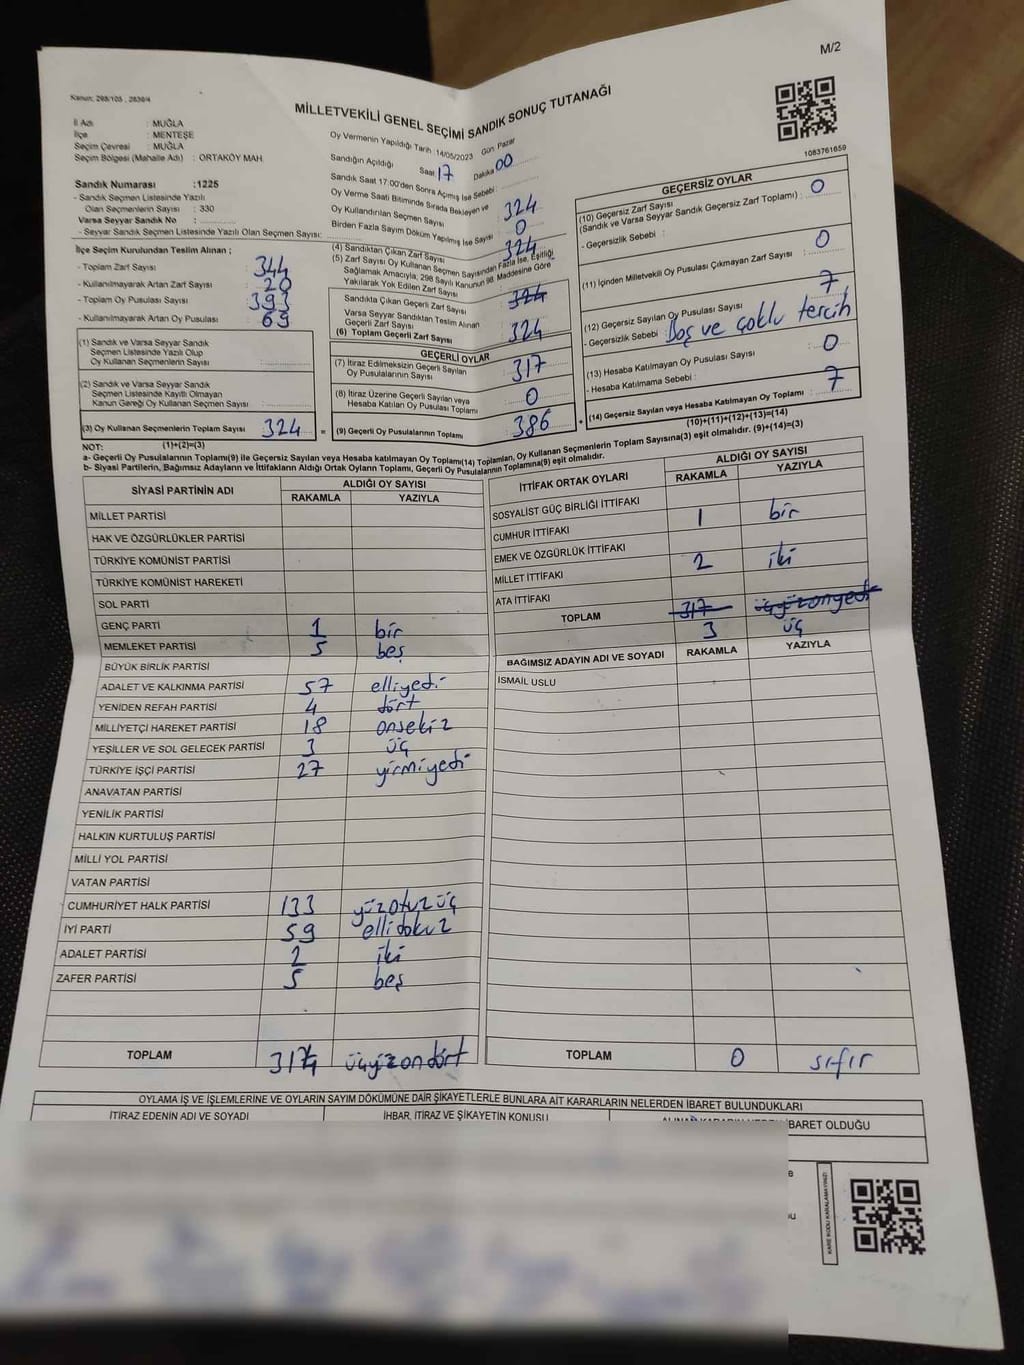 M/2
Kanun: 298/105 , 2839/4
MİLLETVEKİLİ GENEL SEÇİMİ SANDIK SONUÇ TUTANAĞI
İl Adı : MUĞLA
İlçe : MENTEŞE
Seçim Çevresi : MUĞLA
Seçim Bölgesi (Mahalle Adı) : ORTAKÖY MAH.
Sandık Numarası :1225
- Sandık Seçmen Listesinde Yazılı
Olan Seçmenlerin Sayısı : 330
Varsa Seyyar Sandık No :
- Seyyar Sandık Seçmen Listesinde Yazılı Olan Seçmen Sayısı:
İlçe Seçim Kurulundan Teslim Alınan ;
- Toplam Zarf Sayısı 344
- Kullanılmayarak Artan Zarf Sayısı 20
- Toplam Oy Pusulası Sayısı 393
- Kullanılmayarak Artan Oy Pusulası 69
(1) Sandık ve Varsa Seyyar Sandık
Seçmen Listesinde Yazılı Olup
Oy Kullanan Seçmenlerin Sayısı :
(2) Sandık ve Varsa Seyyar Sandık
Seçmen Listesinde Kayıtlı Olmayan
Kanun Gereği Oy Kullanan Seçmen Sayısı :
(3) Oy Kullanan Seçmenlerin Toplam Sayısı 324 =
(1)+(2)=(3)
Oy Vermenin Yapıldığı Tarih :14/05/2023 Gün: Pazar
Sandığın Açıldığı Saat 17 Dakika 00
Sandık Saat 17:00'den Sonra Açımış İse Sebebi :
Oy Verme Saati Bitiminde Sırada Bekleyen ve
Oy Kullandırılan Seçmen Sayısı 324
Birden Fazla Sayım Döküm Yapılmış İse Sayısı : 0
(4) Sandıktan Çıkan Zarf Sayısı 324
(5) Zarf Sayısı Oy Kullanan Seçmen Sayısından Fazla İse, Eşitliği
Sağlamak Amacıyla, 298 Sayılı Kanunun 98. Maddesine Göre
Yakılarak Yok Edilen Zarf Sayısı
Sandıkta Çıkan Geçerli Zarf Sayısı 324
Varsa Seyyar Sandıktan Teslim Alınan
Geçerli Zarf Sayısı
(6) Toplam Geçerli Zarf Sayısı 324
GEÇERLİ OYLAR
(7) İtiraz Edilmeksizin Geçerli Sayılan
Oy Pusulalarının Sayısı 317
(8) İtiraz Üzerine Geçerli Sayılan veya
Hesaba Katılan Oy Pusulası Toplamı 0
(9) Geçerli Oy Pusulalarının Toplamı 386 +
1083761659
GEÇERSİZ OYLAR
(10) Geçersiz Zarf Sayısı
(Sandık ve Varsa Seyyar Sandık Geçersiz Zarf Toplamı) : 0
- Geçersizlik Sebebi :
(11) İçinden Milletvekili Oy Pusulası Çıkmayan Zarf Sayısı 0
(12) Geçersiz Sayılan Oy Pusulası Sayısı 7
- Geçersizlik Sebebi : Boş ve çoklu tercih
(13) Hesaba Katılmayan Oy Pusulası Sayısı 0
- Hesaba Katılmama Sebebi :
(14) Geçersiz Sayılan veya Hesaba Katılmayan Oy Toplamı : 7
(10)+(11)+(12)+(13)=(14)
NOT:
a- Geçerli Oy Pusulalarının Toplamı(9) ile Geçersiz Sayılan veya Hesaba katılmayan Oy Toplamı(14) Toplamları, Oy Kullanan Seçmenlerin Toplam Sayısına(3) eşit olmalıdır. (9)+(14)=(3)
b- Siyasi Partilerin, Bağımsız Adayların ve İttifakların Aldığı Ortak Oyların Toplamı, Geçerli Oy Pusulalarının Toplamına(9) eşit olmalıdır.
SİYASİ PARTİNİN ADI ALDIĞI OY SAYISI
RAKAMLA YAZIYLA
MİLLET PARTİSİ
HAK VE ÖZGÜRLÜKLER PARTİSİ
TÜRKİYE KOMÜNİST PARTİSİ
TÜRKİYE KOMÜNİST HAREKETİ
SOL PARTİ
GENÇ PARTİ 1 bir
MEMLEKET PARTİSİ 5 beş
BÜYÜK BİRLİK PARTİSİ
ADALET VE KALKINMA PARTİSİ 57 elliyedi
YENİDEN REFAH PARTİSİ 4 dört
MİLLİYETÇİ HAREKET PARTİSİ 18 onsekiz
YEŞİLLER VE SOL GELECEK PARTİSİ 3 üç
TÜRKİYE İŞÇİ PARTİSİ 27 yirmiyedi
ANAVATAN PARTİSİ
YENİLİK PARTİSİ
HALKIN KURTULUŞ PARTİSİ
MİLLİ YOL PARTİSİ
VATAN PARTİSİ
CUMHURİYET HALK PARTİSİ 133 yüzotuzüç
İYİ PARTİ 59 ellidokuz
ADALET PARTİSİ 2 iki
ZAFER PARTİSİ 5 beş
TOPLAM 314 üçyüzondört
İTTİFAK ORTAK OYLARI ALDIĞI OY SAYISI
RAKAMLA YAZIYLA
SOSYALİST GÜÇ BİRLİĞİ İTTİFAKI
CUMHUR İTTİFAKI 1 bir
EMEK VE ÖZGÜRLÜK İTTİFAKI
MİLLET İTTİFAKI 2 iki
ATA İTTİFAKI
TOPLAM 317 üçyüzonyedi
3 üç
BAĞIMSIZ ADAYIN ADI VE SOYADI RAKAMLA YAZIYLA
İSMAİL USLU
TOPLAM 0 sıfır
OYLAMA İŞ VE İŞLEMLERİNE VE OYLARIN SAYIM DÖKÜMÜNE DAİR ŞİKAYETLERLE BUNLARA AİT KARARLARIN NELERDEN İBARET BULUNDUKLARI
İTİRAZ EDENİN ADI VE SOYADI İHBAR, İTİRAZ VE ŞİKAYETİN KONUSU İBARET OLDUĞU
KARE KODU KARALAMAYINIZ!